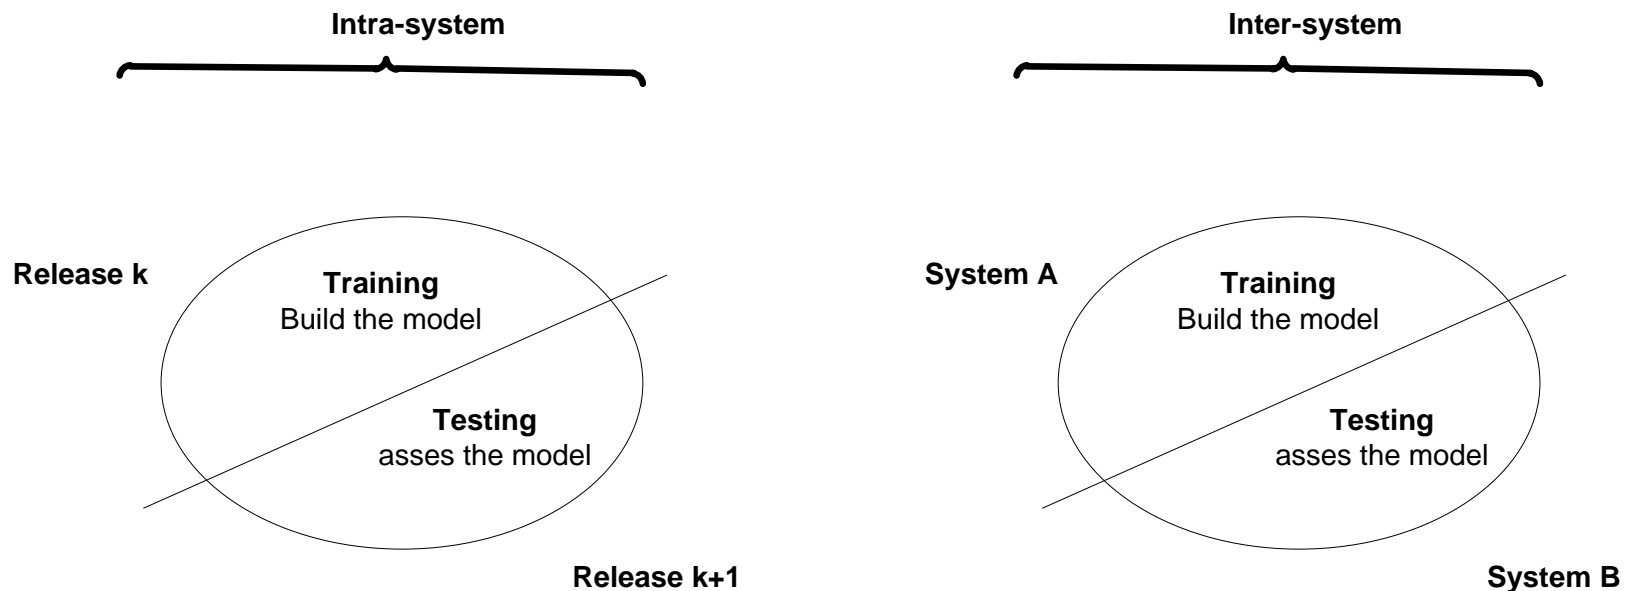 Intra-system
Release k
Training
Build the model
Testing
asses the model
Release k+1
Inter-system
System A
Training
Build the model
Testing
asses the model
System B